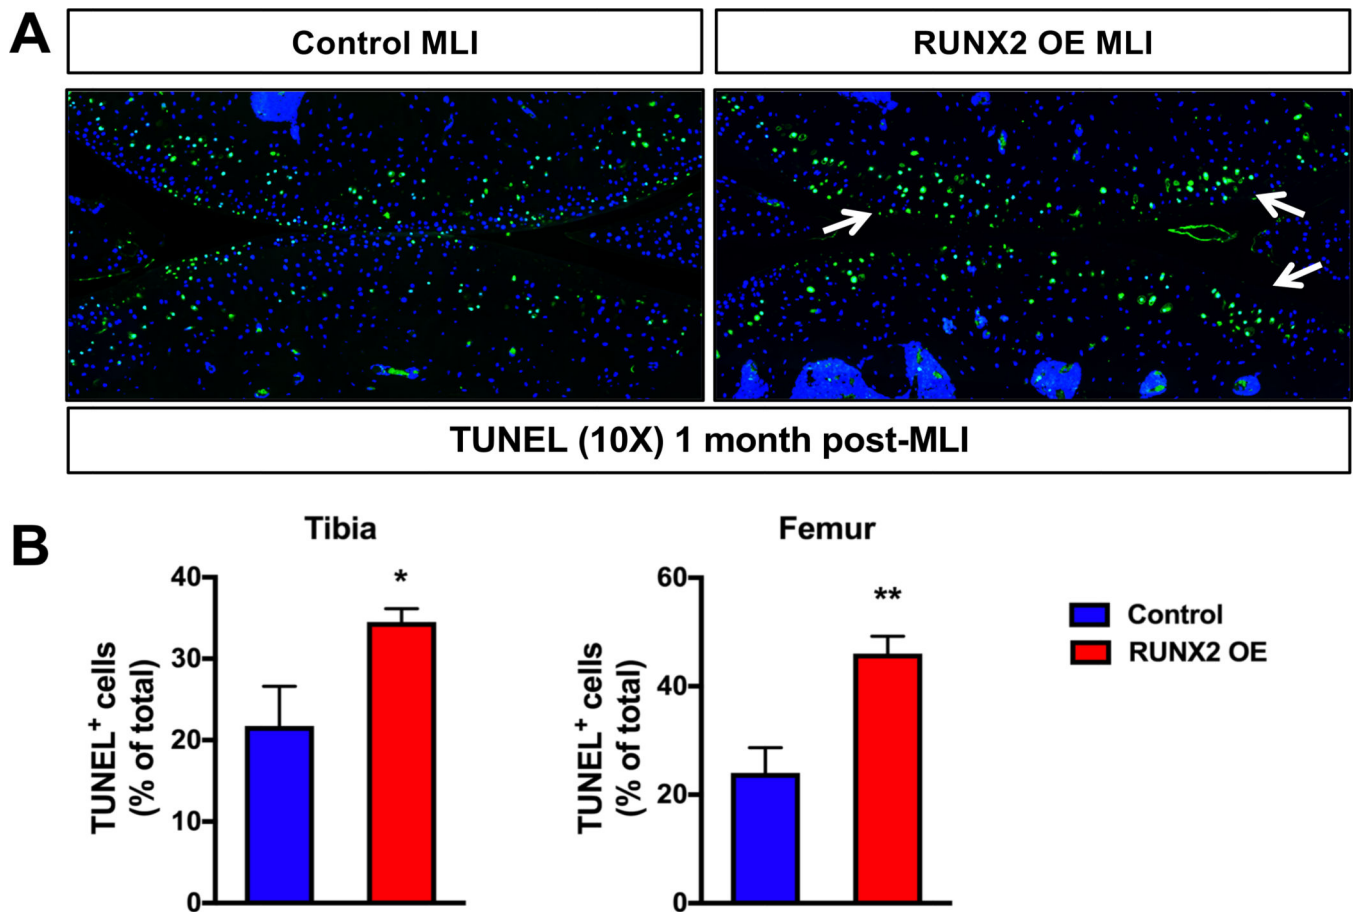 A
Control MLI
RUNX2 OE MLI
TUNEL (10X) 1 month post-MLI
B
Tibia
TUNEL⁺ cells
(% of total)
40
30
20
10
0
*
Femur
TUNEL⁺ cells
(% of total)
60
40
20
0
**
Control
RUNX2 OE